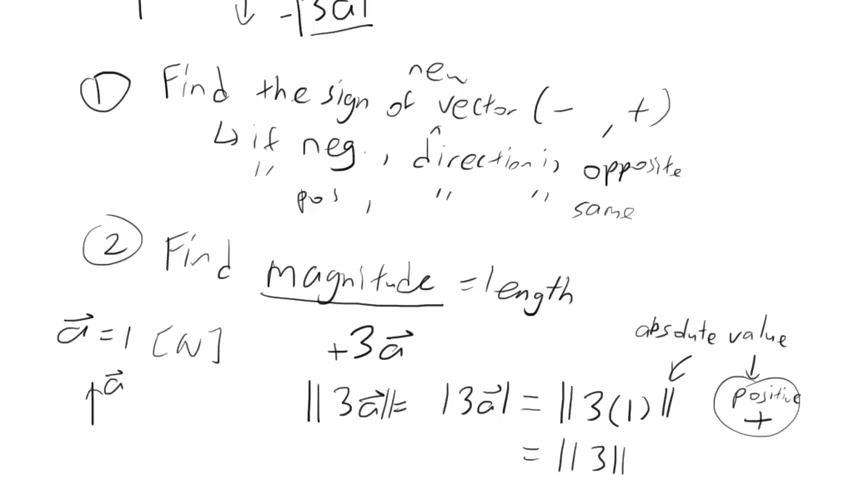 ↓ -|3a|
new
① Find the sign of vector (- , +)
↳ if neg, direction is opposite
" pos, " " same
② Find magnitude = length
absolute value
a⃗ = 1 [N] +3a⃗
↑a⃗ ||3a⃗|| = |3a⃗| = ||3(1)|| positive
+
= ||3||